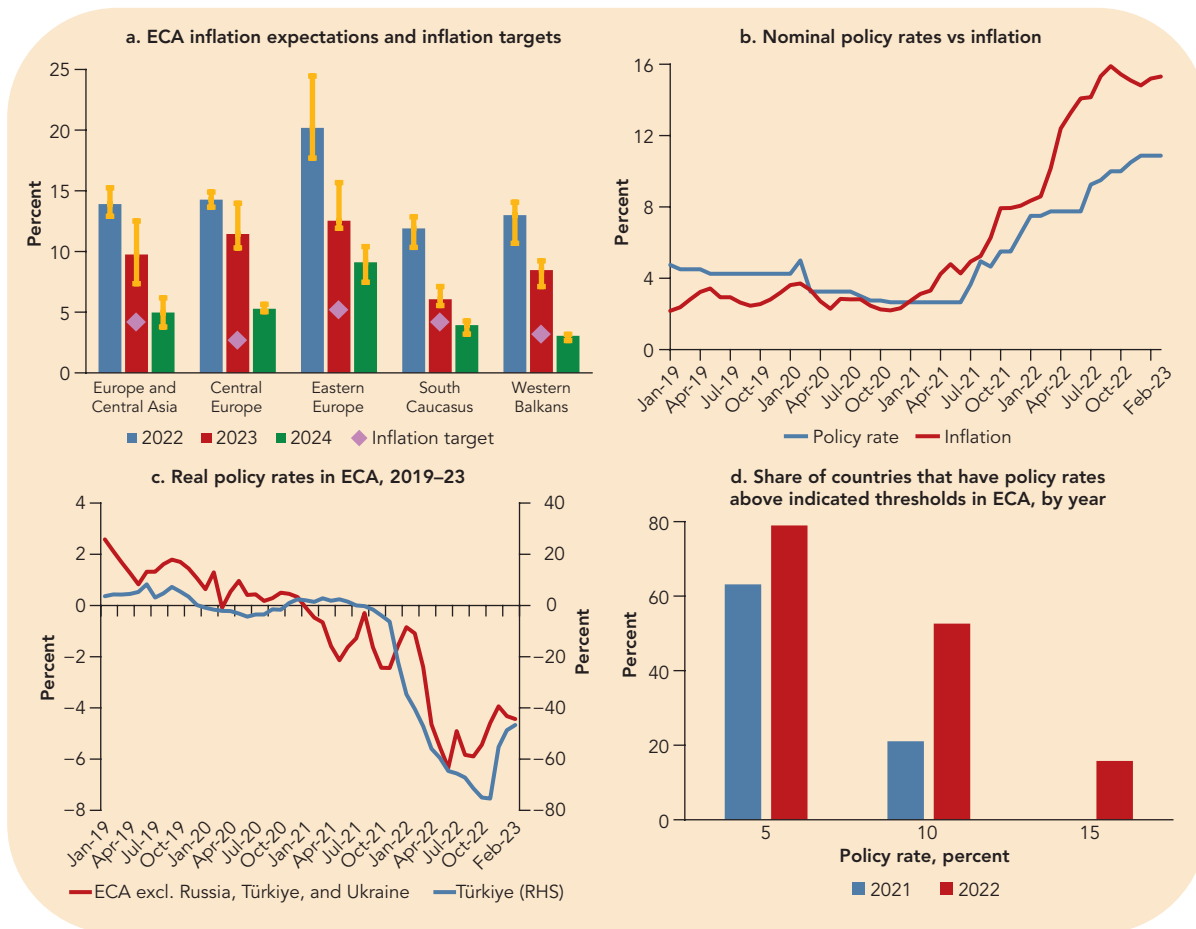 a. ECA inflation expectations and inflation targets
25
20
15
10
5
0
Percent
Europe and
Central Asia
Central
Europe
Eastern
Europe
South
Caucasus
Western
Balkans
2022
2023
2024
Inflation target
b. Nominal policy rates vs inflation
16
12
8
4
0
Percent
Jan-19
Apr-19
Jul-19
Oct-19
Jan-20
Apr-20
Jul-20
Oct-20
Jan-21
Apr-21
Jul-21
Oct-21
Jan-22
Apr-22
Jul-22
Oct-22
Feb-23
Policy rate
Inflation
c. Real policy rates in ECA, 2019–23
4
2
0
−2
−4
−6
−8
Percent
40
20
0
−20
−40
−60
−80
Percent
Jan-19
Apr-19
Jul-19
Oct-19
Jan-20
Apr-20
Jul-20
Oct-20
Jan-21
Apr-21
Jul-21
Oct-21
Jan-22
Apr-22
Jul-22
Oct-22
Feb-23
ECA excl. Russia, Türkiye, and Ukraine
Türkiye (RHS)
d. Share of countries that have policy rates
above indicated thresholds in ECA, by year
80
60
40
20
0
Percent
5
10
15
Policy rate, percent
2021
2022